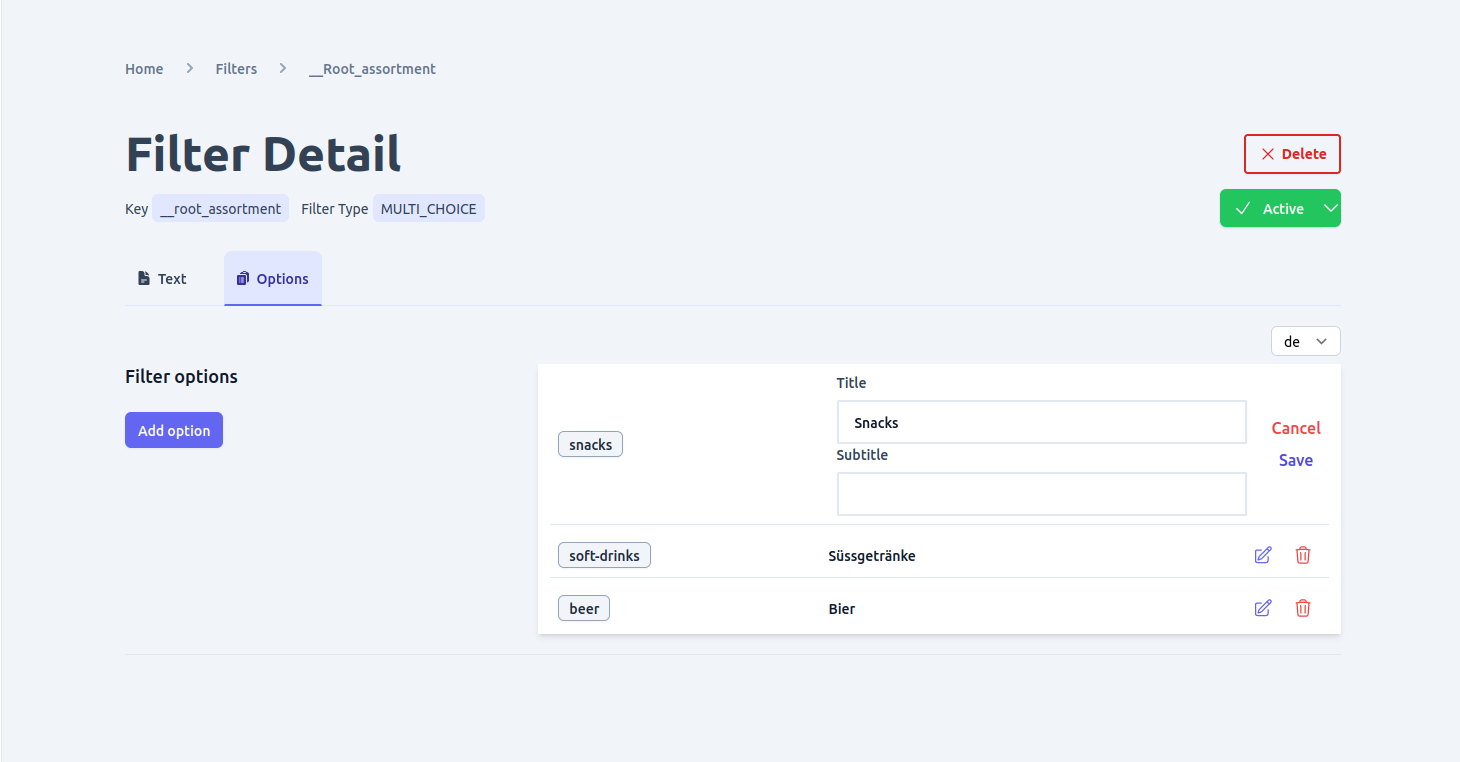 Home Filters __Root_assortment
Filter Detail
Delete
Key __root_assortment Filter Type MULTI_CHOICE
Active
Text Options
de
Filter options
Add option
Title
Snacks
snacks
Cancel
Subtitle
Save
soft-drinks Süssgetränke
beer Bier